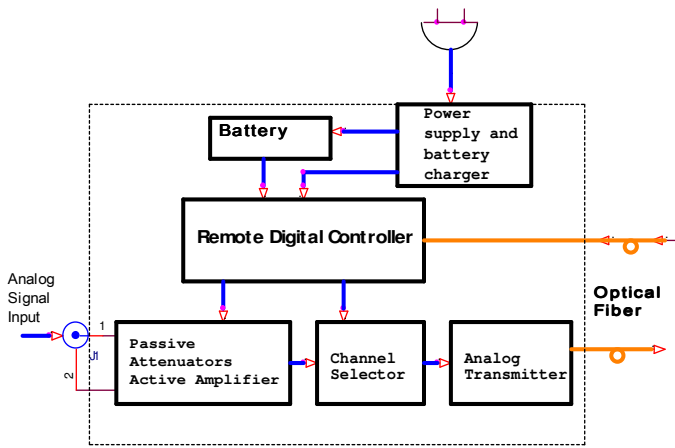 Power
supply and
battery
charger
Battery
Remote Digital Controller
Analog
Signal
Input
Optical
Fiber
1
J1
2
Passive
Attenuators
Active Amplifier
Channel
Selector
Analog
Transmitter